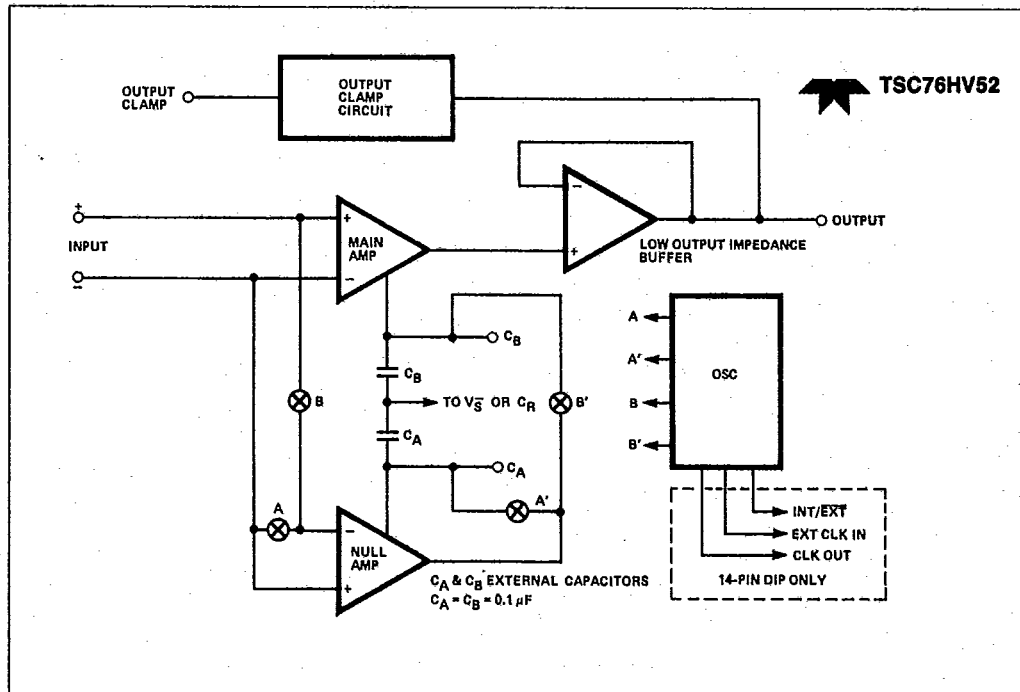 TSC76HV52
OUTPUT
CLAMP
OUTPUT
CLAMP
CIRCUIT
+
INPUT
−
+
MAIN
AMP
−
−
+
OUTPUT
LOW OUTPUT IMPEDANCE
BUFFER
C_B
C_B
B
TO V_S̅ OR C_R
B'
C_A
C_A
A
A'
−
NULL
AMP
+
C_A & C_B EXTERNAL CAPACITORS
C_A = C_B = 0.1 μF
A
A'
B
B'
OSC
INT/E̅X̅T̅
EXT CLK IN
CLK OUT
14-PIN DIP ONLY